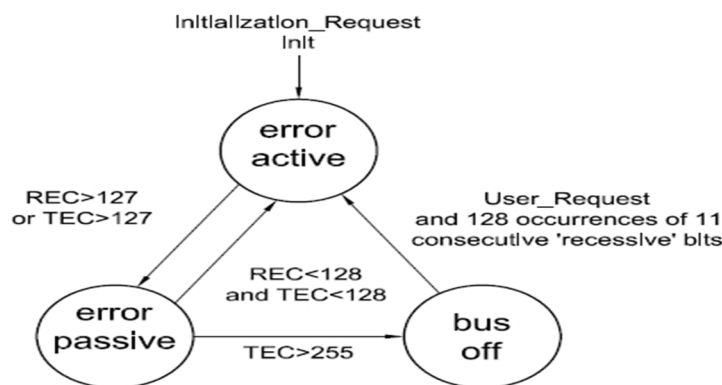 Initialization_Request
Init
error
active
REC>127
or TEC>127
User_Request
and 128 occurrences of 11
consecutive 'recessive' bits
REC<128
and TEC<128
error
passive
TEC>255
bus
off